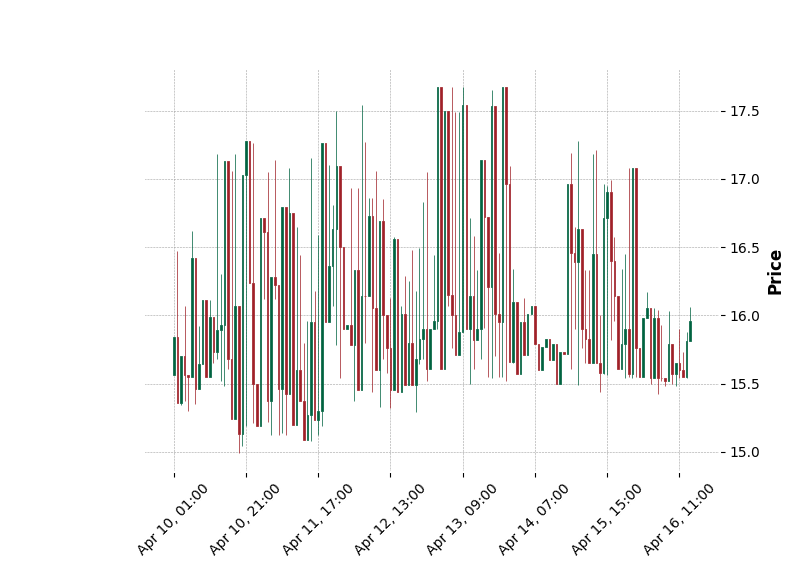 17.5
17.0
16.5
16.0
15.5
15.0
Price
Apr 10, 01:00
Apr 10, 21:00
Apr 11, 17:00
Apr 12, 13:00
Apr 13, 09:00
Apr 14, 07:00
Apr 15, 15:00
Apr 16, 11:00